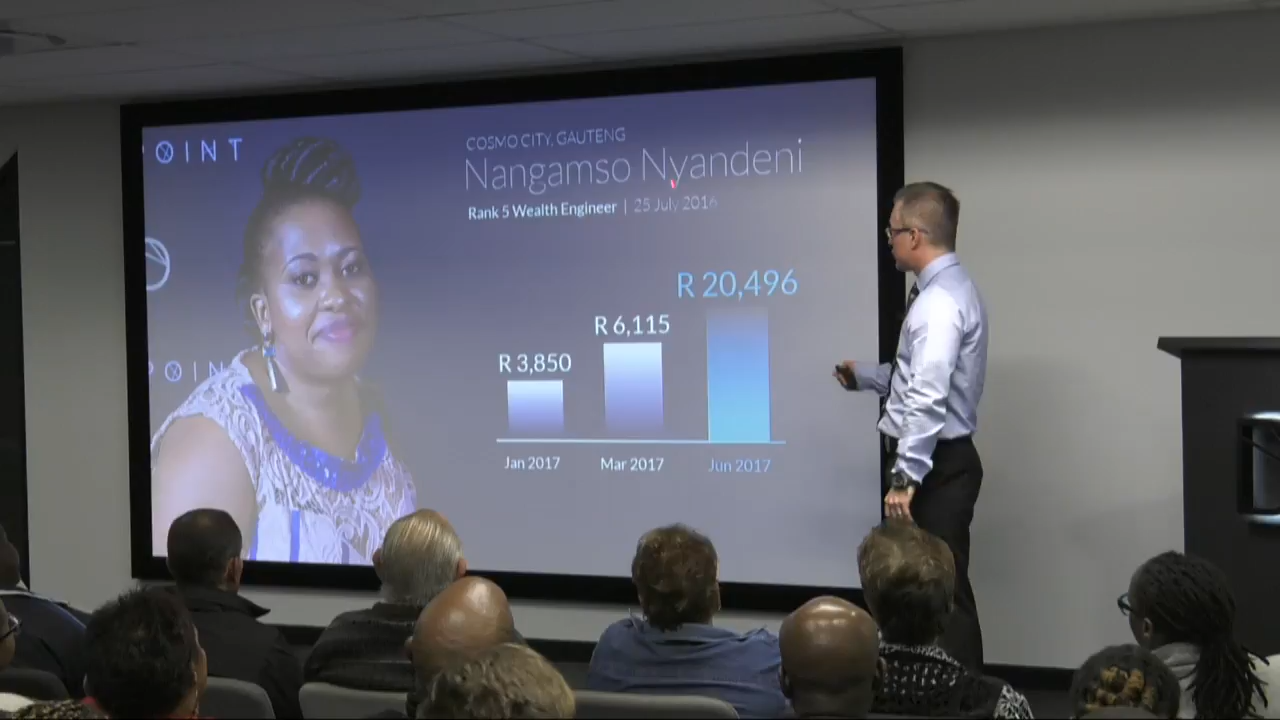 OINT
COSMO CITY, GAUTENG
Nangamso Nyandeni
Rank 5 Wealth Engineer | 25 July 2016
R 20,496
R 6,115
R 3,850
OIN
Jan 2017 Mar 2017 Jun 2017